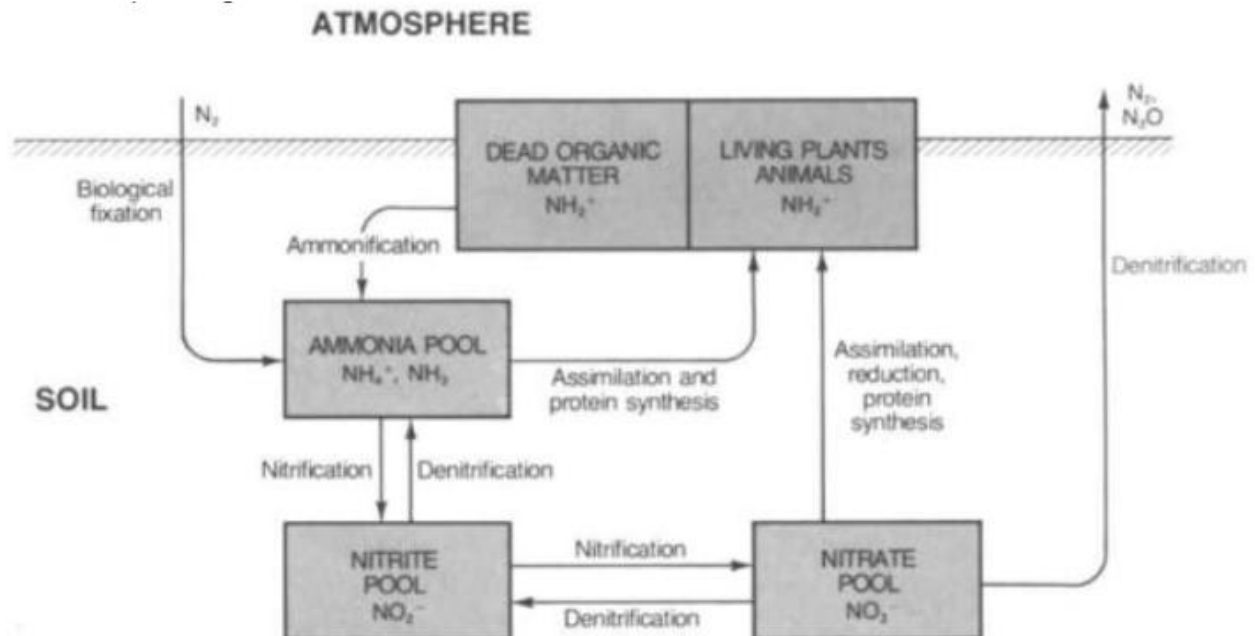 ATMOSPHERE
N₂
N₂,
N₂O
DEAD ORGANIC
MATTER
NH₂⁺
LIVING PLANTS
ANIMALS
NH₂⁺
Biological
fixation
Ammonification
Denitrification
AMMONIA POOL
NH₄⁺, NH₃
Assimilation and
protein synthesis
Assimilation,
reduction,
protein
synthesis
SOIL
Nitrification
Denitrification
NITRITE
POOL
NO₂⁻
Nitrification
Denitrification
NITRATE
POOL
NO₃⁻